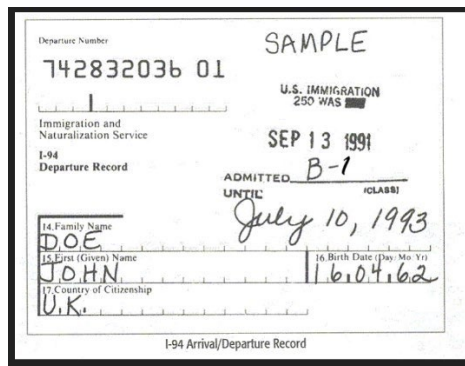 Departure Number
SAMPLE
742832036 01
U.S. IMMIGRATION
250 WAS
Immigration and
Naturalization Service
SEP 13 1991
I-94
Departure Record
ADMITTED B-1
UNTIL (CLASS)
July 10, 1993
14. Family Name
DOE
15. First (Given) Name
16. Birth Date (Day. Mo. Yr)
JOHN
16.04.62
17. Country of Citizenship
U.K.
I-94 Arrival/Departure Record